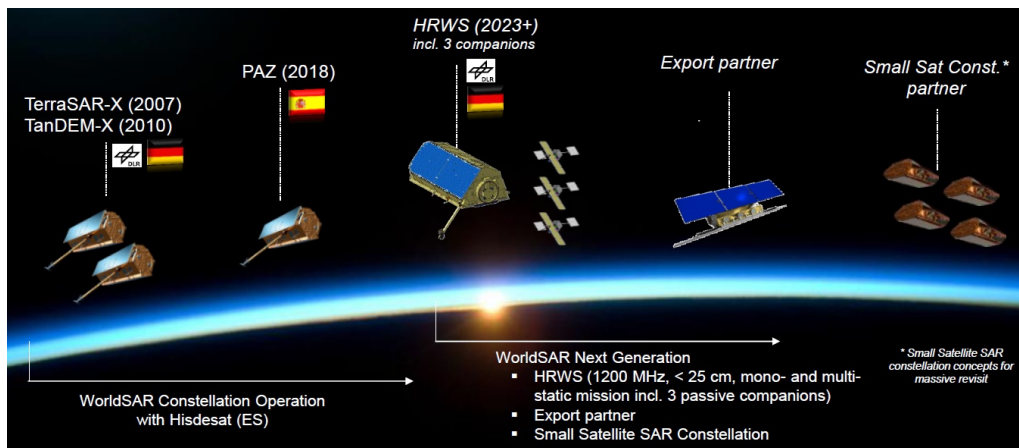 HRWS (2023+)
incl. 3 companions
DLR
PAZ (2018)
Export partner
Small Sat Const.*
partner
TerraSAR-X (2007)
TanDEM-X (2010)
DLR
WorldSAR Constellation Operation
with Hisdesat (ES)
WorldSAR Next Generation
▪ HRWS (1200 MHz, < 25 cm, mono- and multi-
static mission incl. 3 passive companions)
▪ Export partner
▪ Small Satellite SAR Constellation
* Small Satellite SAR
constellation concepts for
massive revisit